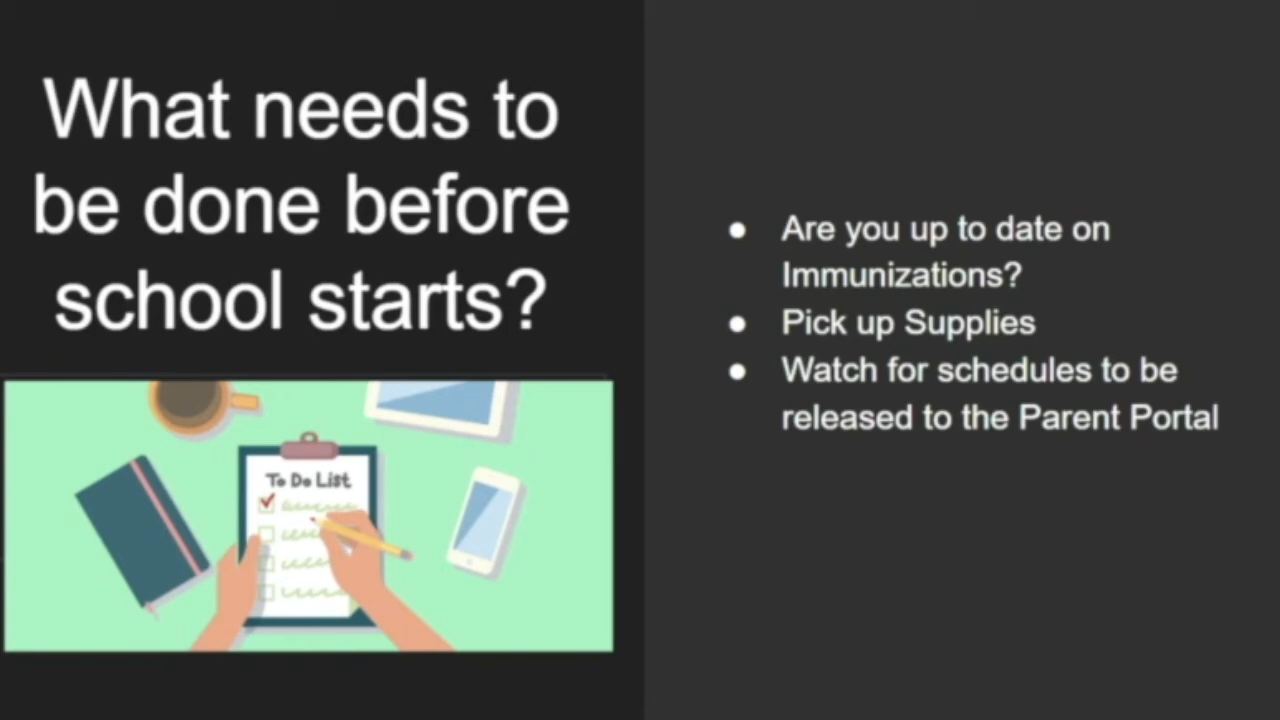 What needs to
be done before
school starts?
To Do List
● Are you up to date on
Immunizations?
● Pick up Supplies
● Watch for schedules to be
released to the Parent Portal